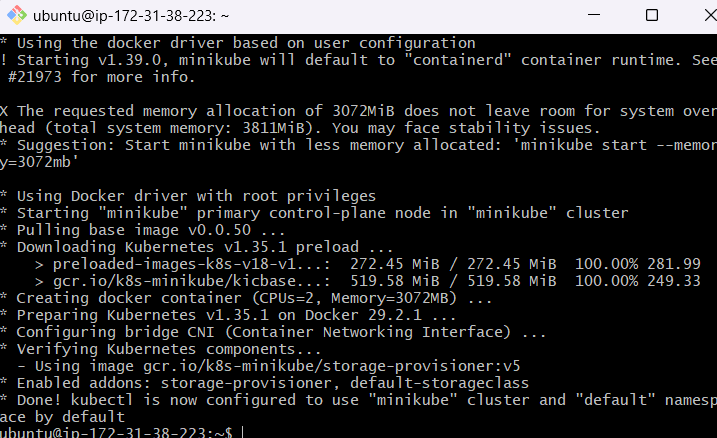 ubuntu@ip-172-31-38-223: ~
* Using the docker driver based on user configuration
! Starting v1.39.0, minikube will default to "containerd" container runtime. See
 #21973 for more info.
X The requested memory allocation of 3072MiB does not leave room for system over
head (total system memory: 3811MiB). You may face stability issues.
* Suggestion: Start minikube with less memory allocated: 'minikube start --memor
y=3072mb'
* Using Docker driver with root privileges
* Starting "minikube" primary control-plane node in "minikube" cluster
* Pulling base image v0.0.50 ...
* Downloading Kubernetes v1.35.1 preload ...
    > preloaded-images-k8s-v18-v1...:  272.45 MiB / 272.45 MiB  100.00% 281.99
    > gcr.io/k8s-minikube/kicbase...:  519.58 MiB / 519.58 MiB  100.00% 249.33
* Creating docker container (CPUs=2, Memory=3072MB) ...
* Preparing Kubernetes v1.35.1 on Docker 29.2.1 ...
* Configuring bridge CNI (Container Networking Interface) ...
* Verifying Kubernetes components...
  - Using image gcr.io/k8s-minikube/storage-provisioner:v5
* Enabled addons: storage-provisioner, default-storageclass
* Done! kubectl is now configured to use "minikube" cluster and "default" namesp
ace by default
ubuntu@ip-172-31-38-223:~$